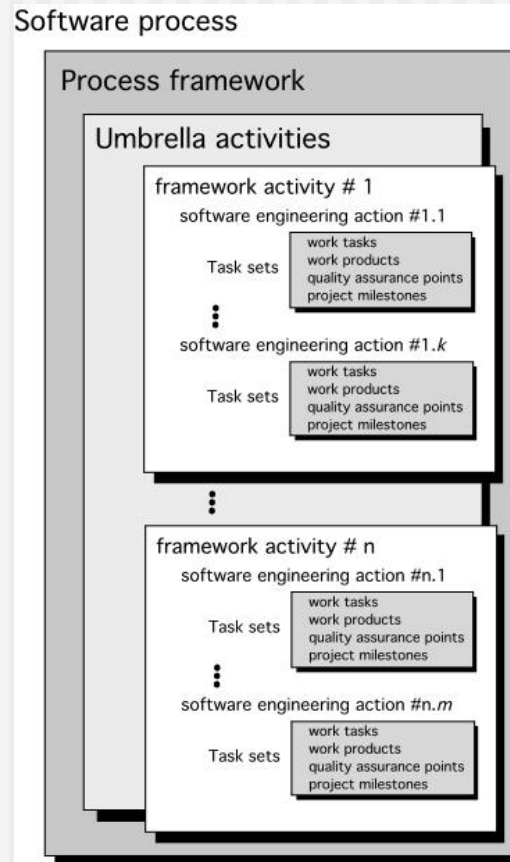 Software process
Process framework
Umbrella activities
framework activity # 1
software engineering action #1.1
Task sets
work tasks
work products
quality assurance points
project milestones
software engineering action #1.k
Task sets
work tasks
work products
quality assurance points
project milestones
framework activity # n
software engineering action #n.1
Task sets
work tasks
work products
quality assurance points
project milestones
software engineering action #n.m
Task sets
work tasks
work products
quality assurance points
project milestones